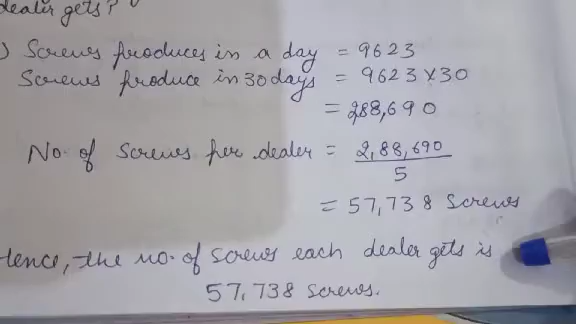 dealer gets?
) Screws produces in a day = 9623
Screws produce in 30 days = 9623 x 30
= 288,690
No. of screws per dealer = 2,88,690
5
= 57,738 Screws
Hence, the no. of screws each dealer gets is
57,738 screws.